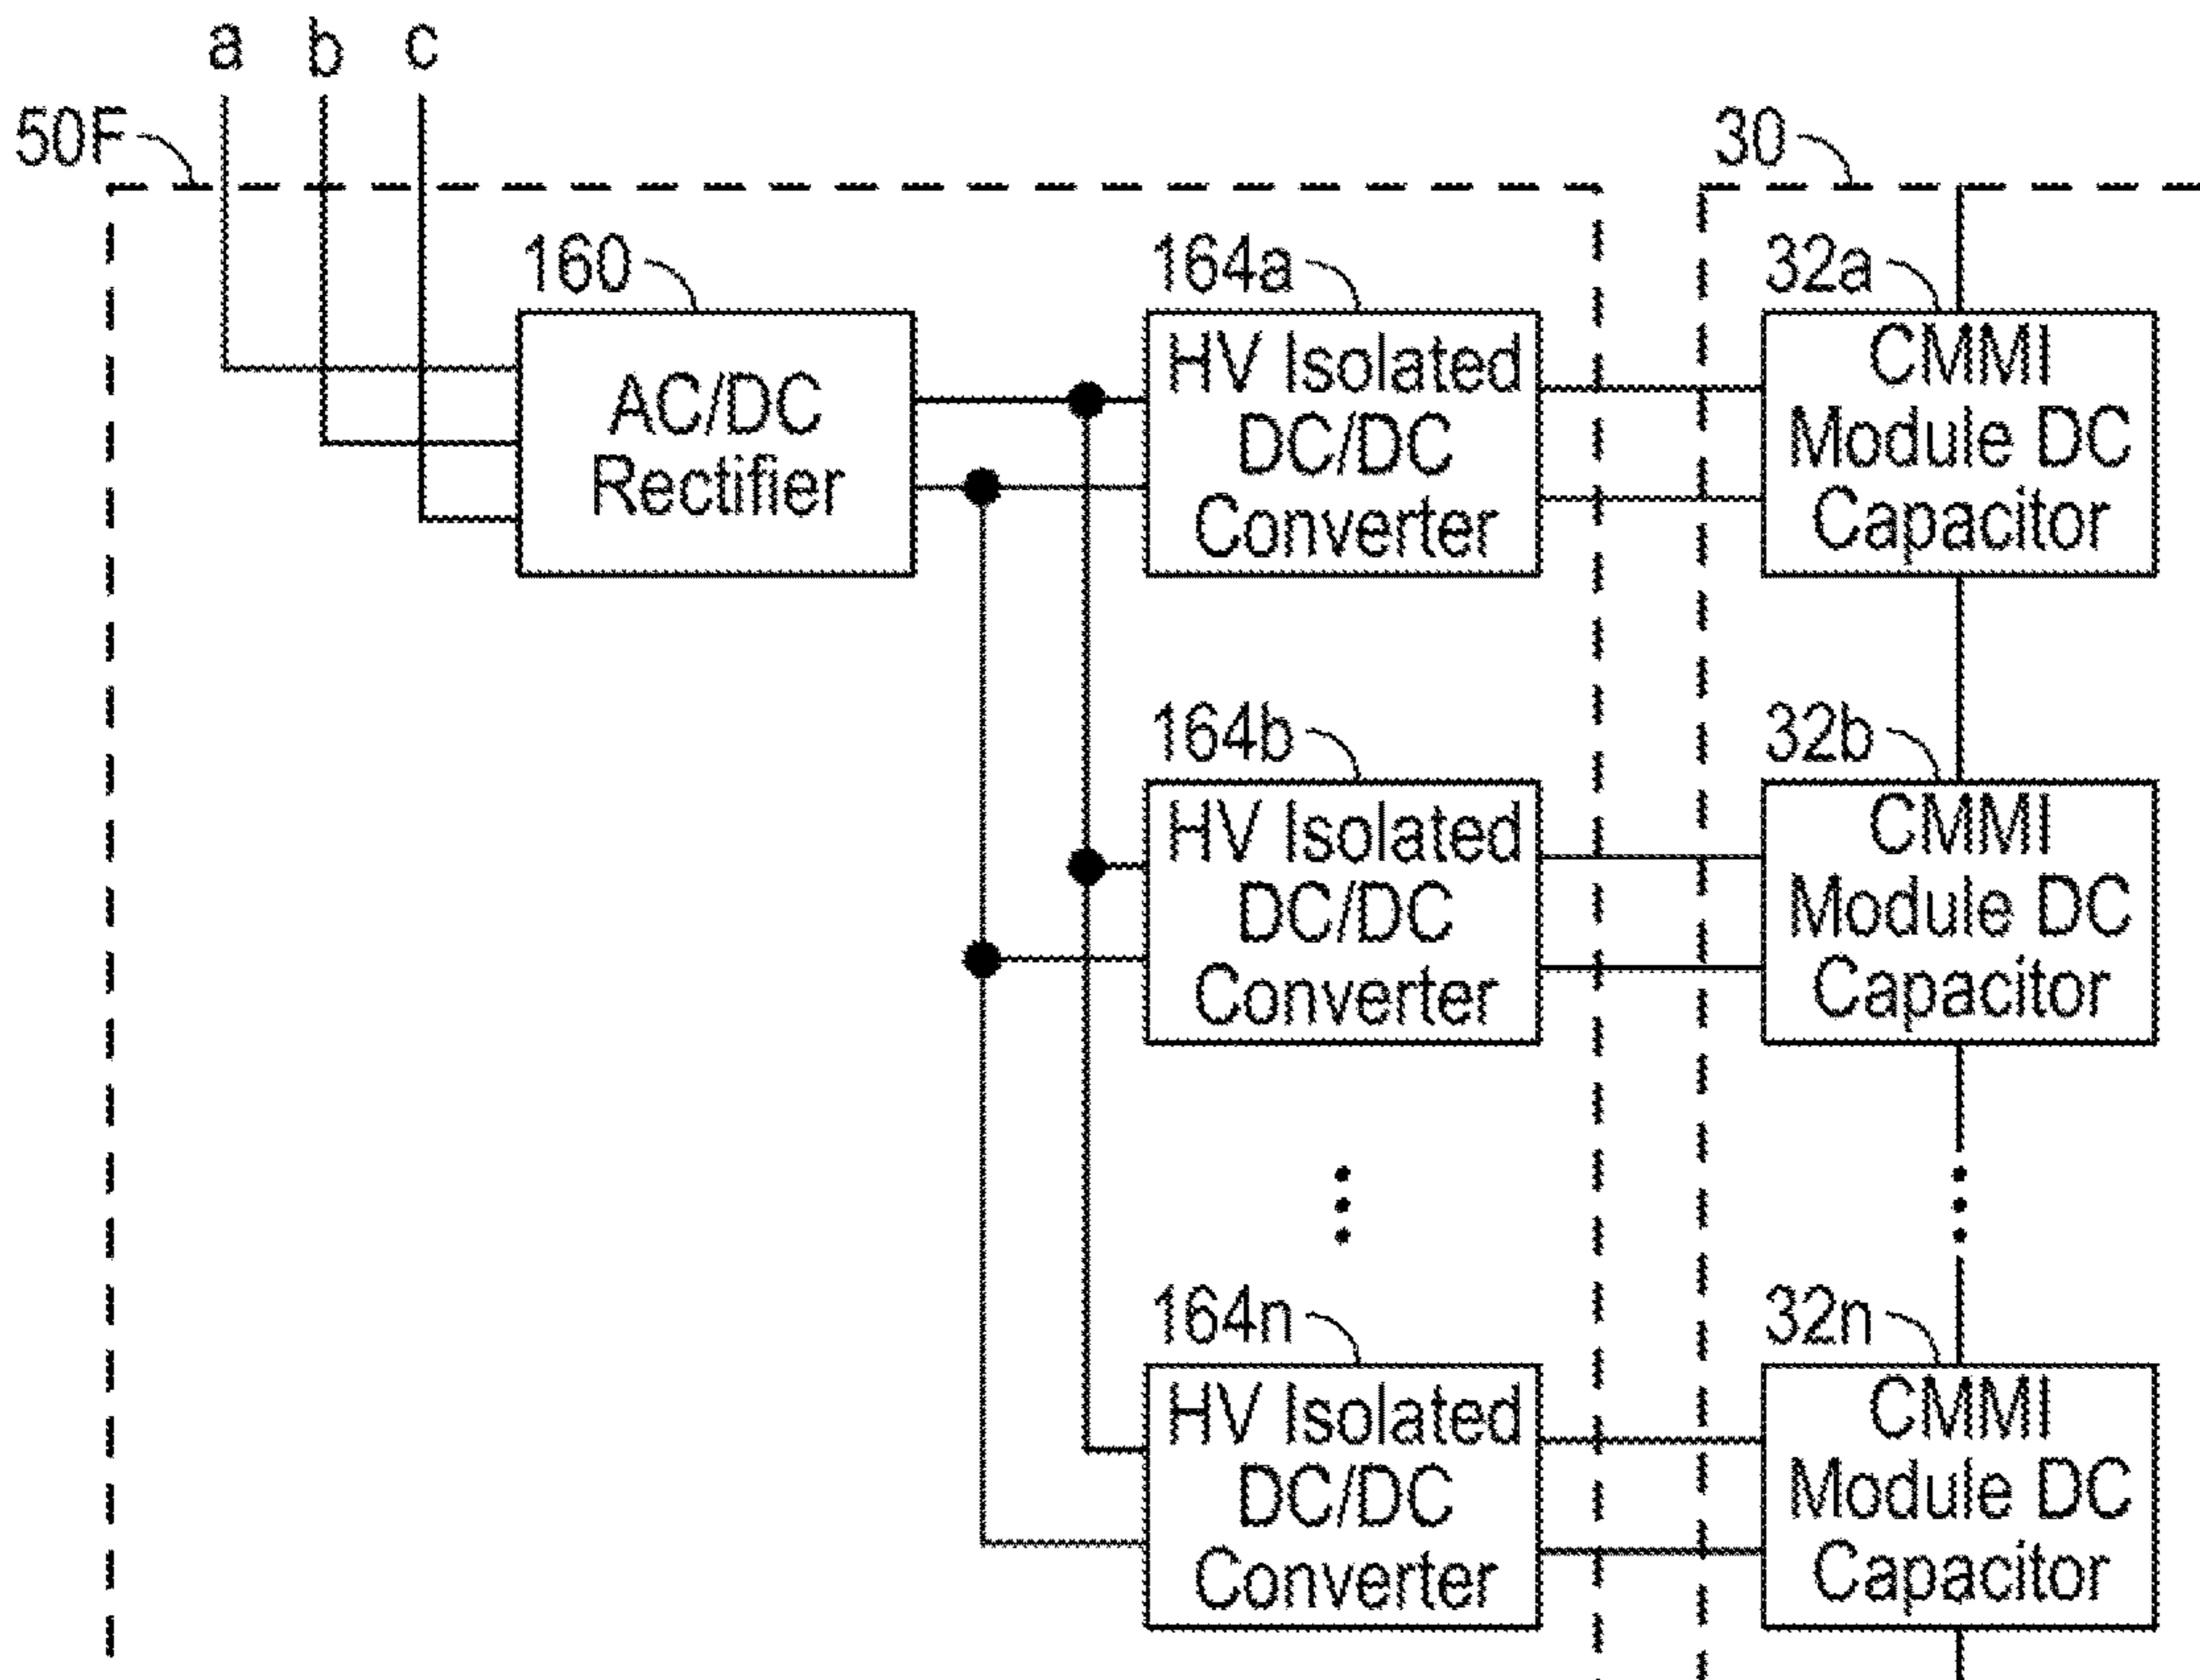 a b c
50F
30
160
164a
32a
AC/DC
Rectifier
HV Isolated
DC/DC
Converter
CMMI
Module DC
Capacitor
164b
32b
HV Isolated
DC/DC
Converter
CMMI
Module DC
Capacitor
164n
32n
HV Isolated
DC/DC
Converter
CMMI
Module DC
Capacitor